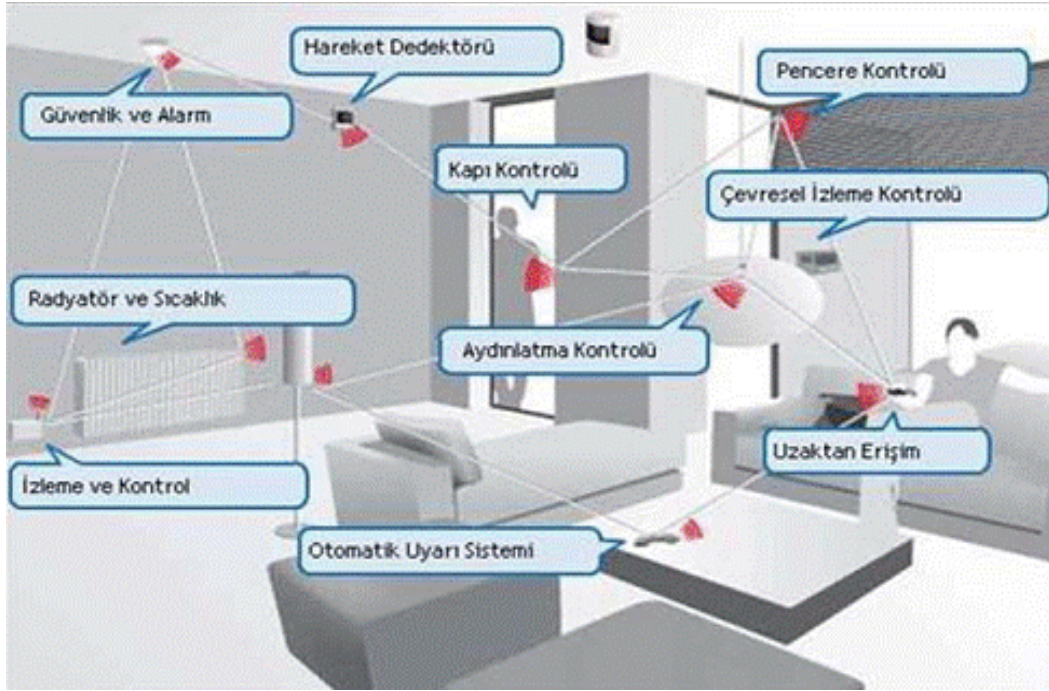 Hareket Dedektörü
Pencere Kontrolü
Güvenlik ve Alarm
Kapı Kontrolü
Çevresel İzleme Kontrolü
Radyatör ve Sıcaklık
Aydınlatma Kontrolü
Uzaktan Erişim
İzleme ve Kontrol
Otomatik Uyarı Sistemi